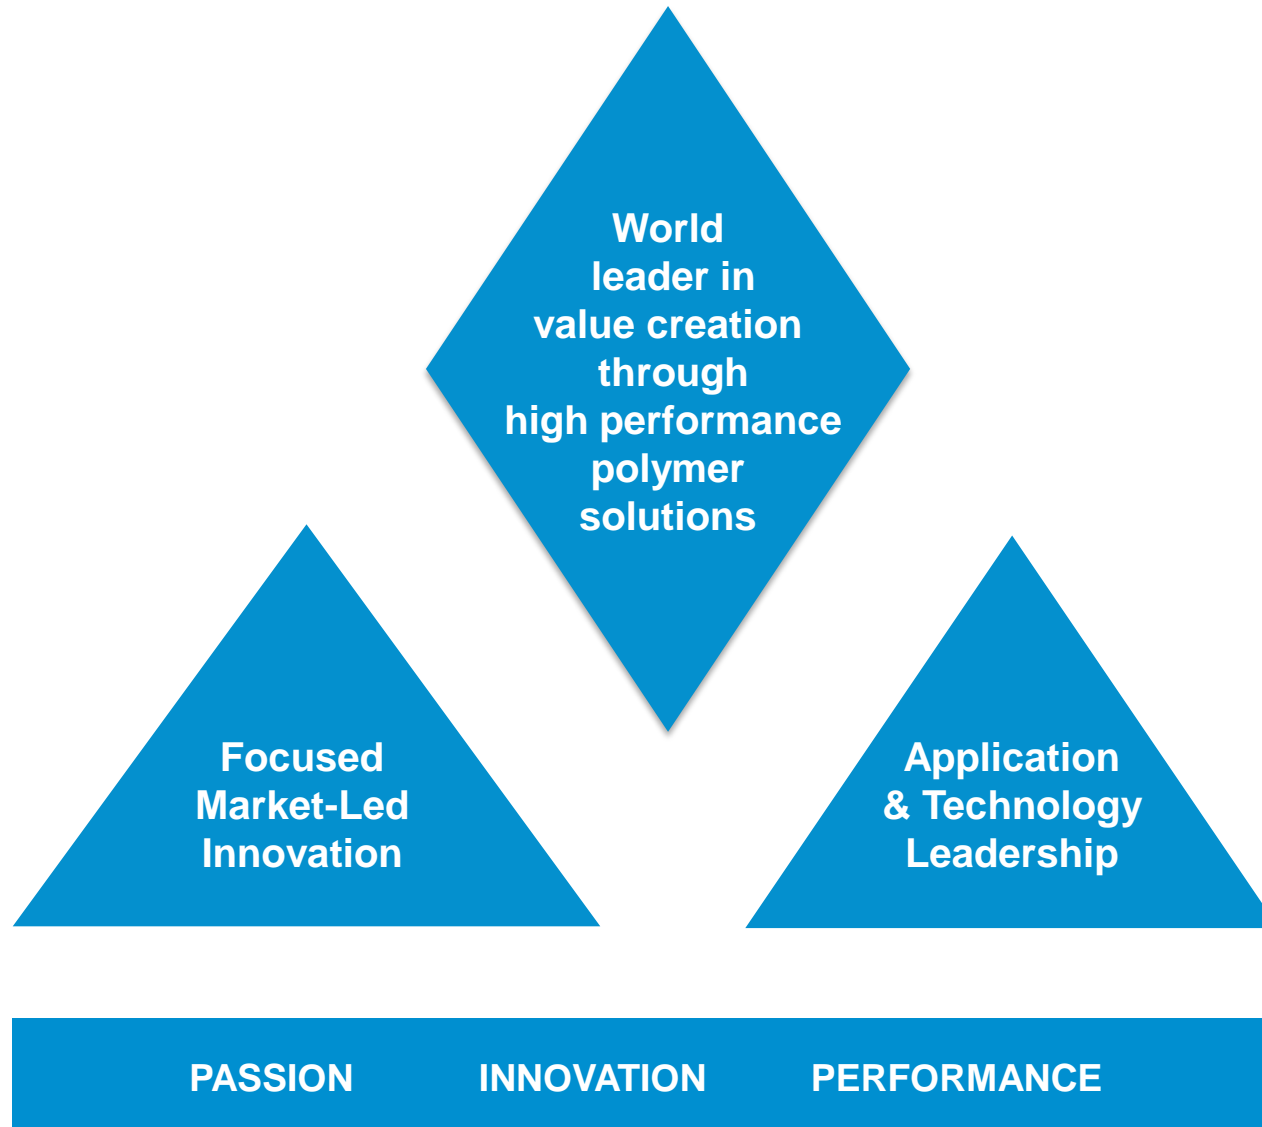 World
leader in
value creation
through
high performance
polymer
solutions
Focused
Market-Led
Innovation
Application
& Technology
Leadership
PASSION INNOVATION PERFORMANCE